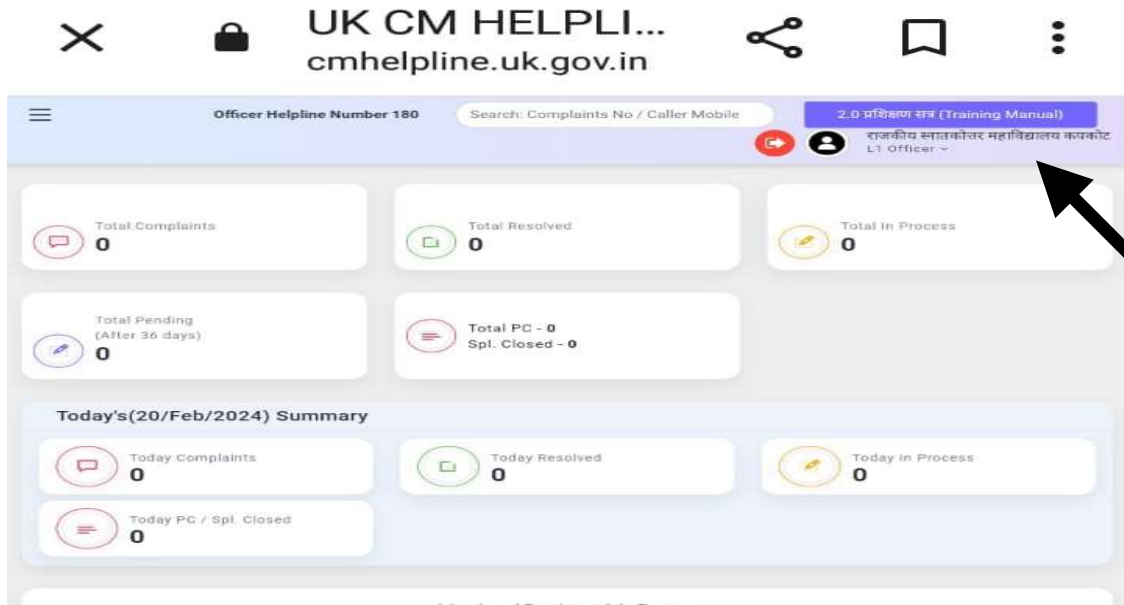 UK CM HELPLI...
cmhelpline.uk.gov.in
Officer Helpline Number 180
Search: Complaints No / Caller Mobile
2.0 प्रशिक्षण सत्र (Training Manual)
राजकीय स्नातकोत्तर महाविद्यालय कपकोट
L1 Officer
Total Complaints
0
Total Resolved
0
Total In Process
0
Total Pending
(After 36 days)
0
Total PC - 0
Spl. Closed - 0
Today's(20/Feb/2024) Summary
Today Complaints
0
Today Resolved
0
Today In Process
0
Today PC / Spl. Closed
0